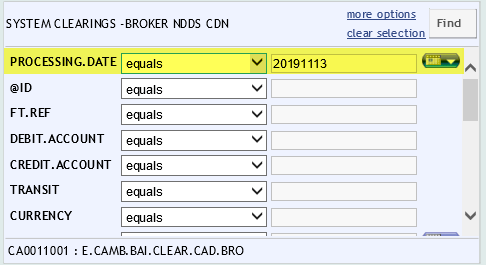 more options
SYSTEM CLEARINGS -BROKER NDDS CDN Find
clear selection
PROCESSING.DATE equals 20191113
@ID equals
FT.REF equals
DEBIT.ACCOUNT equals
CREDIT.ACCOUNT equals
TRANSIT equals
CURRENCY equals
CA0011001 : E.CAMB.BAI.CLEAR.CAD.BRO